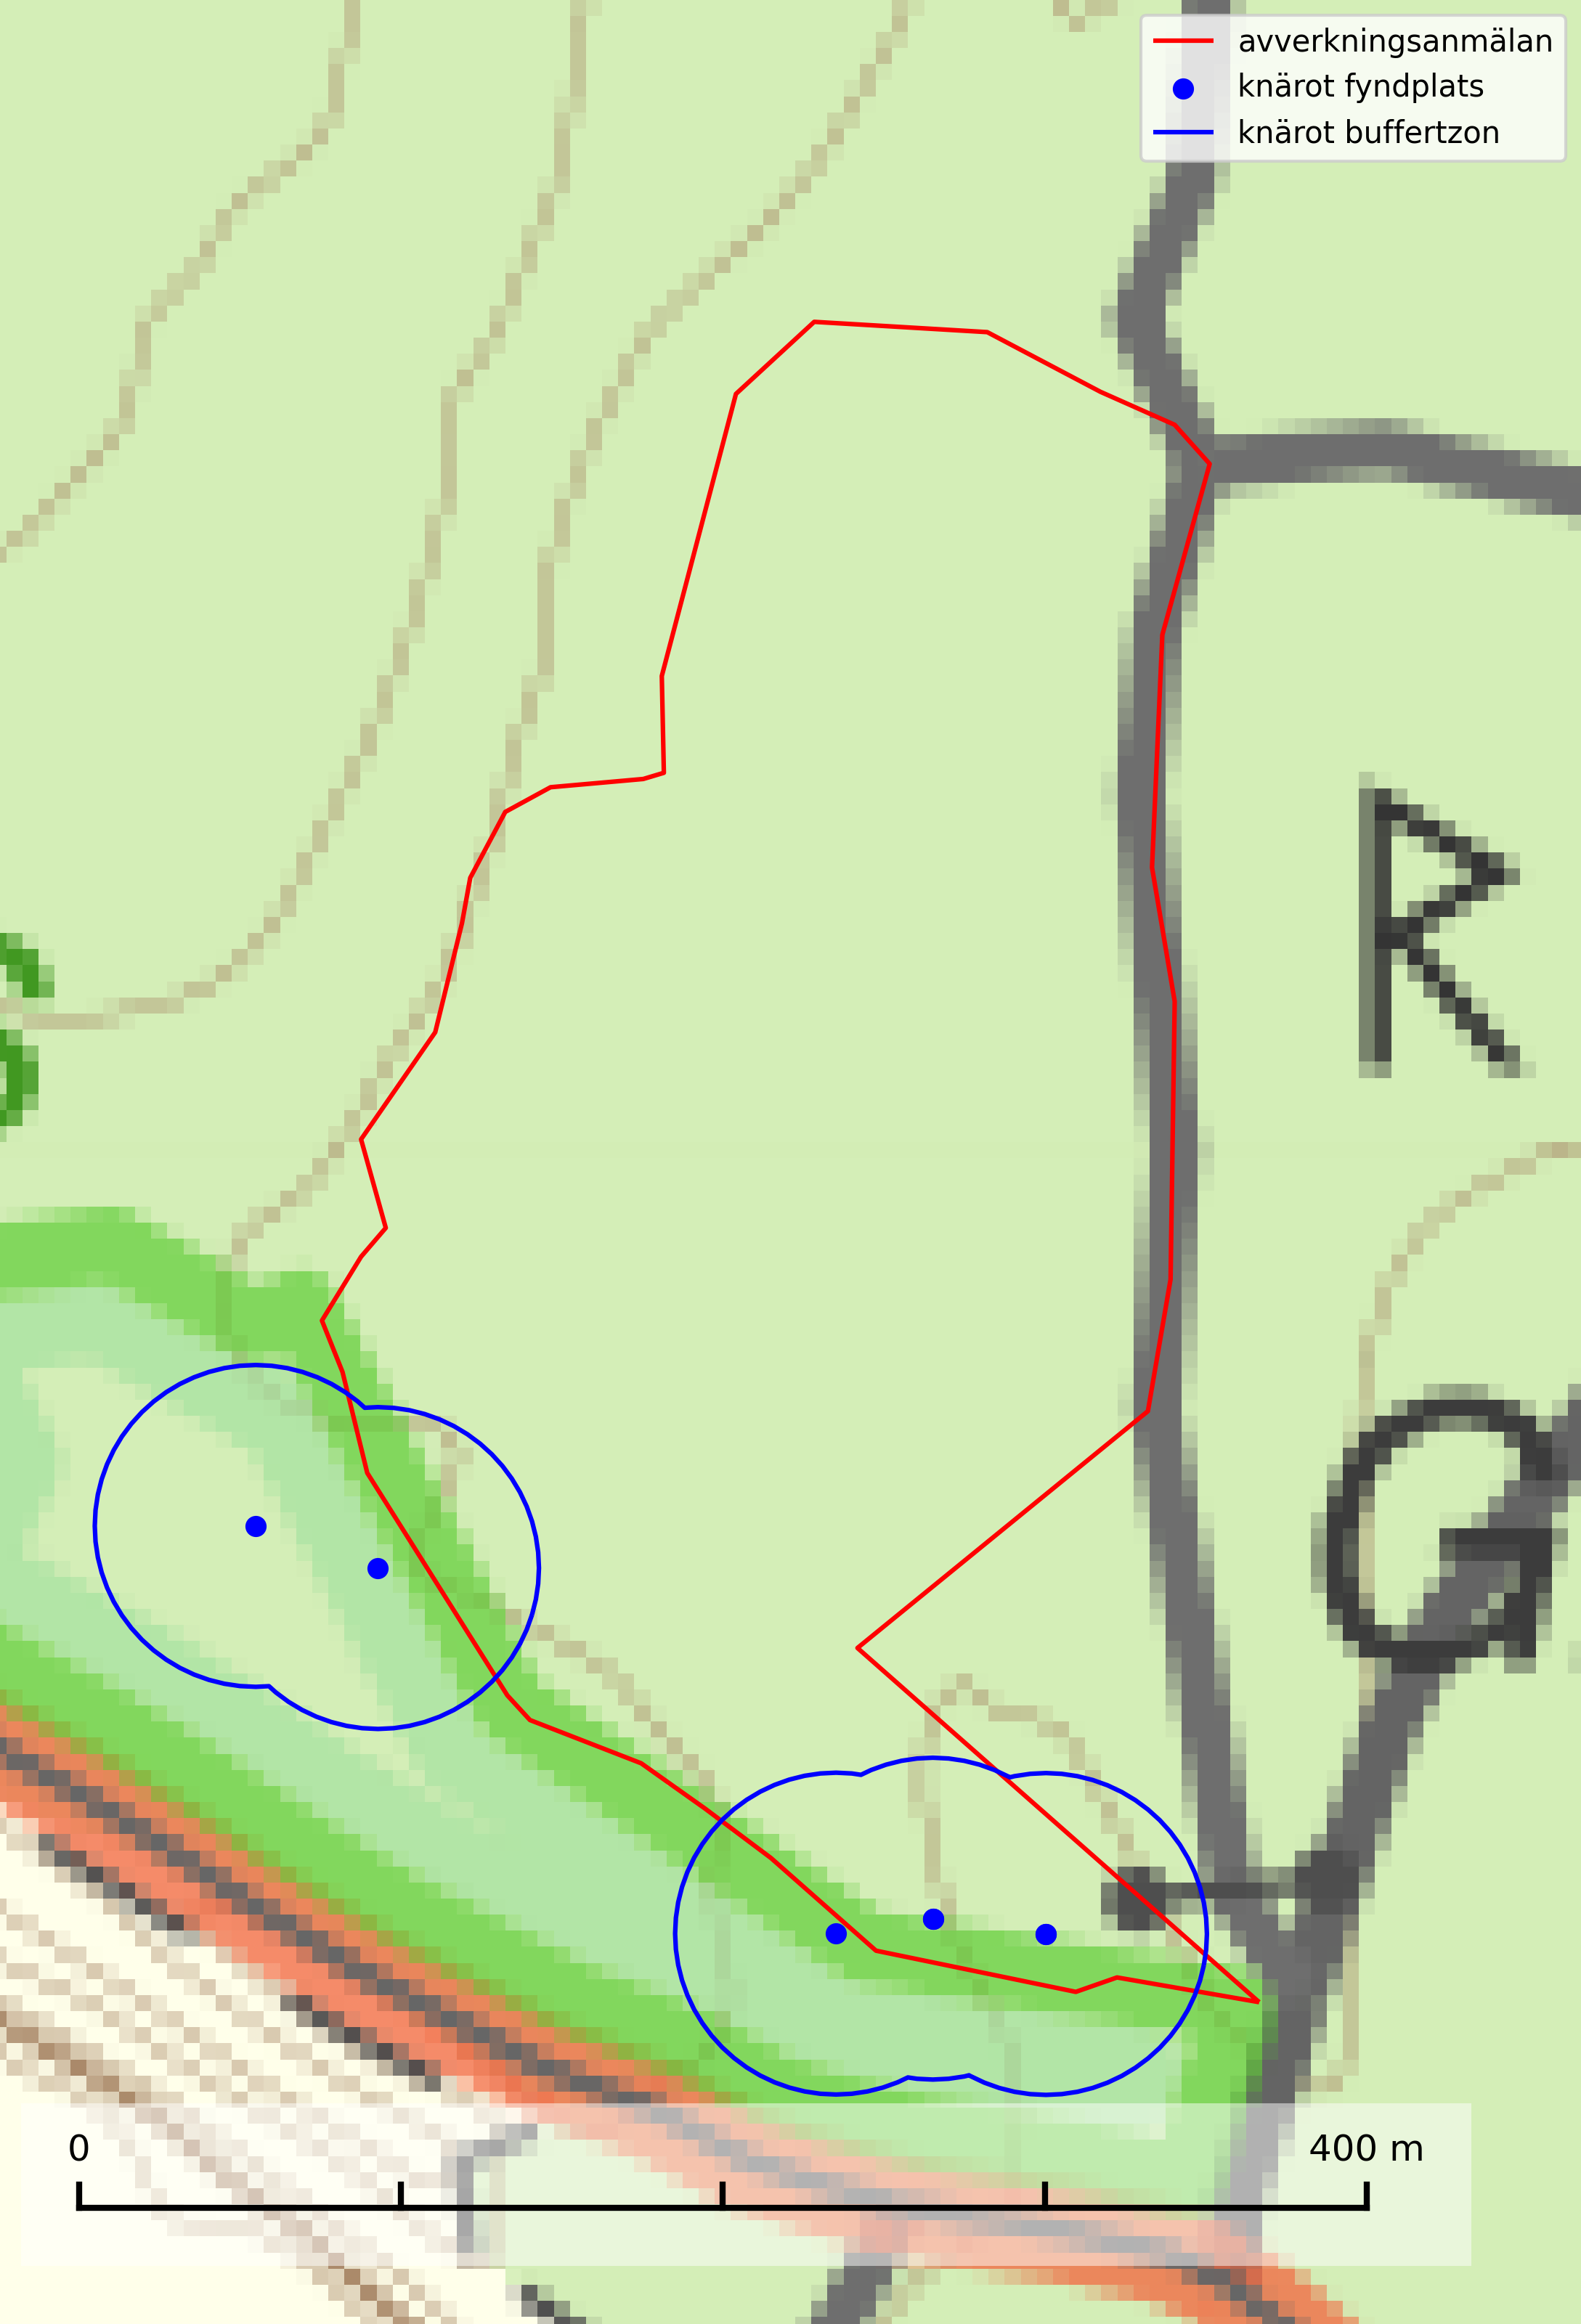 avverkningsanmälan
knärot fyndplats
knärot buffertzon
R
G
0 400 m